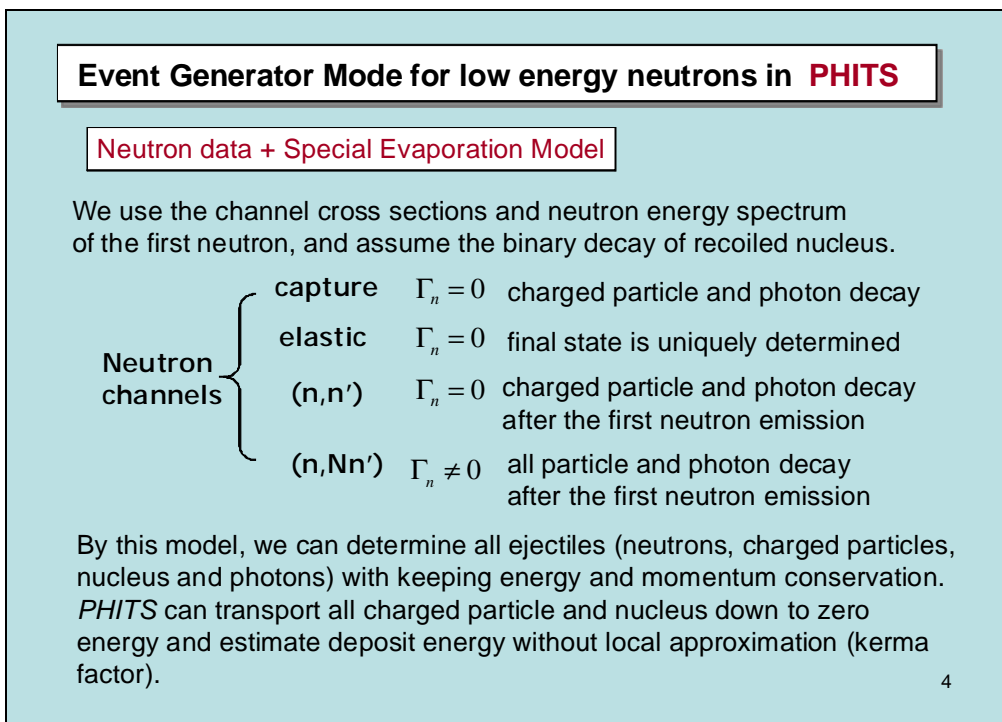 Event Generator Mode for low energy neutrons in PHITS
Neutron data + Special Evaporation Model
We use the channel cross sections and neutron energy spectrum
of the first neutron, and assume the binary decay of recoiled nucleus.
Neutron
channels
capture Γn = 0 charged particle and photon decay
elastic Γn = 0 final state is uniquely determined
(n,n') Γn = 0 charged particle and photon decay
after the first neutron emission
(n,Nn') Γn ≠ 0 all particle and photon decay
after the first neutron emission
By this model, we can determine all ejectiles (neutrons, charged particles,
nucleus and photons) with keeping energy and momentum conservation.
PHITS can transport all charged particle and nucleus down to zero
energy and estimate deposit energy without local approximation (kerma
factor).
4